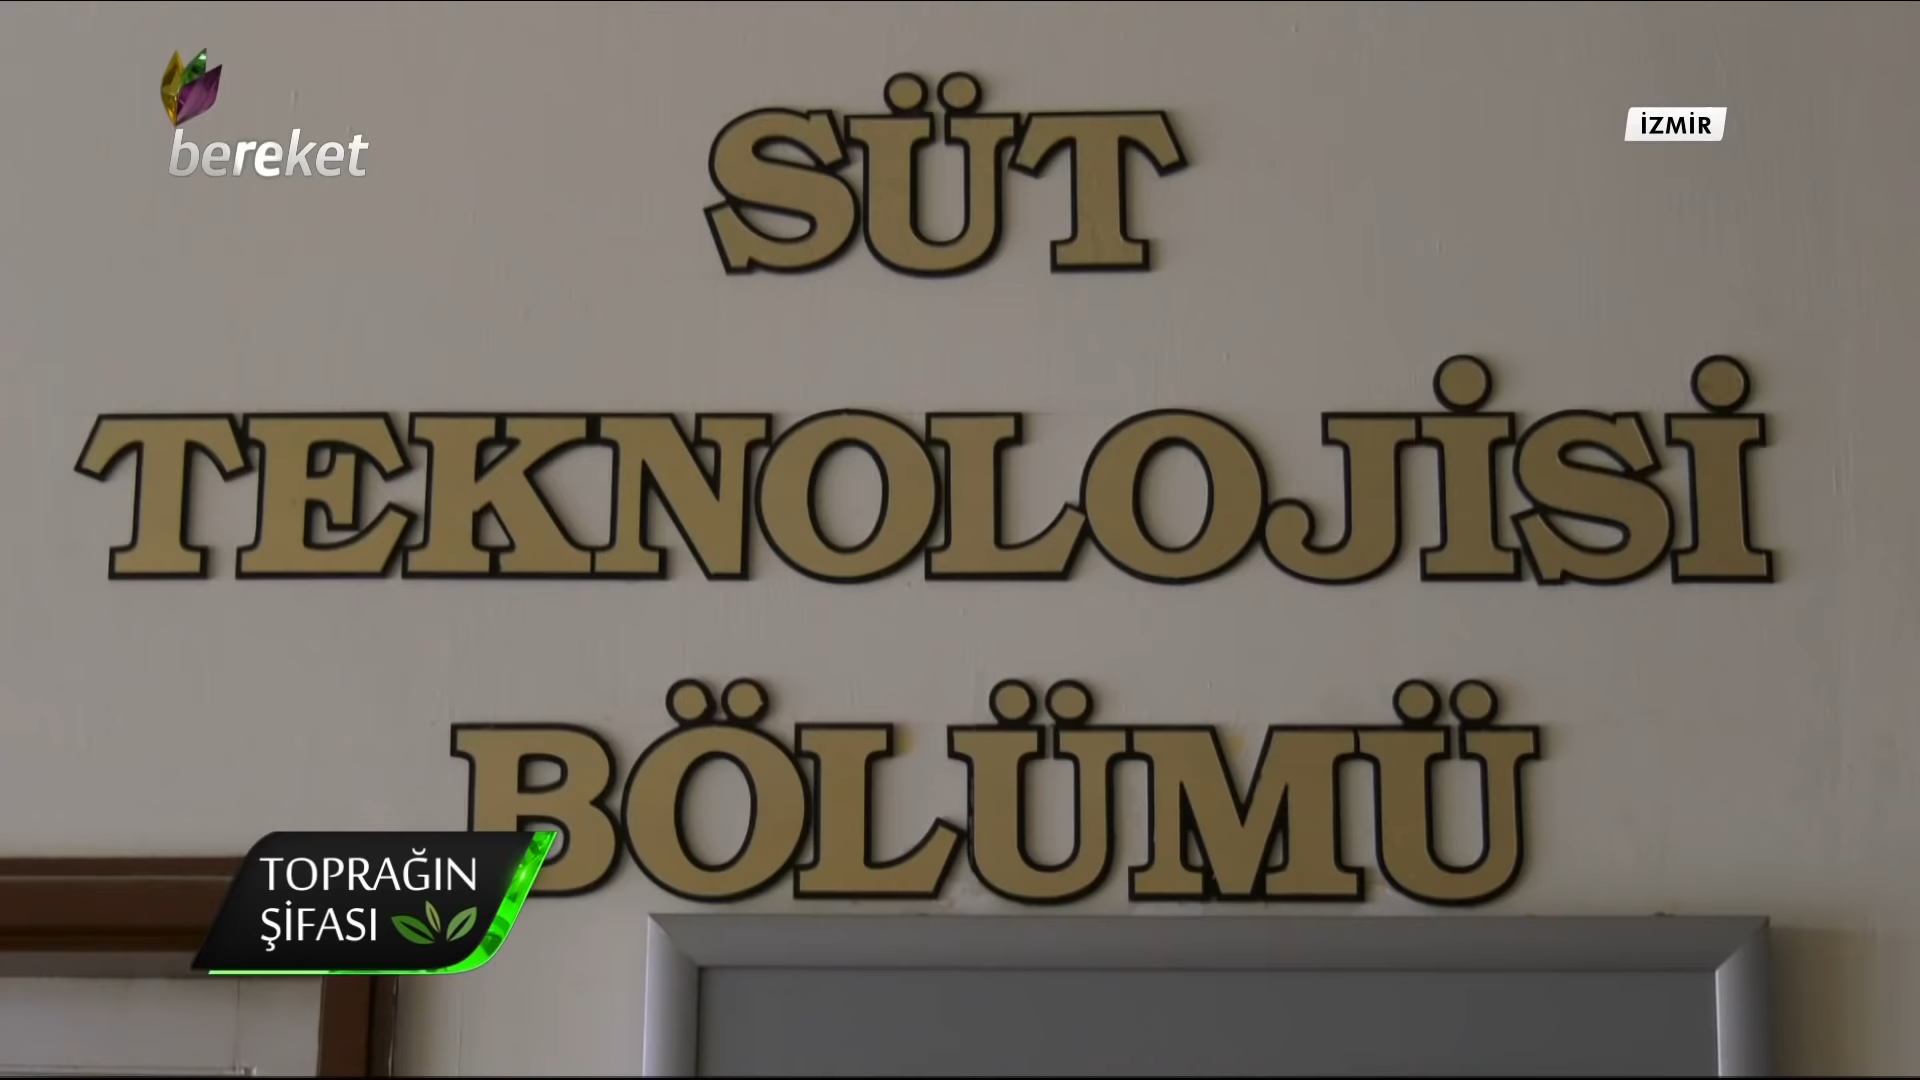 bereket
İZMİR
SÜT
TEKNOLOJİSİ
BÖLÜMÜ
TOPRAĞIN
ŞİFASI